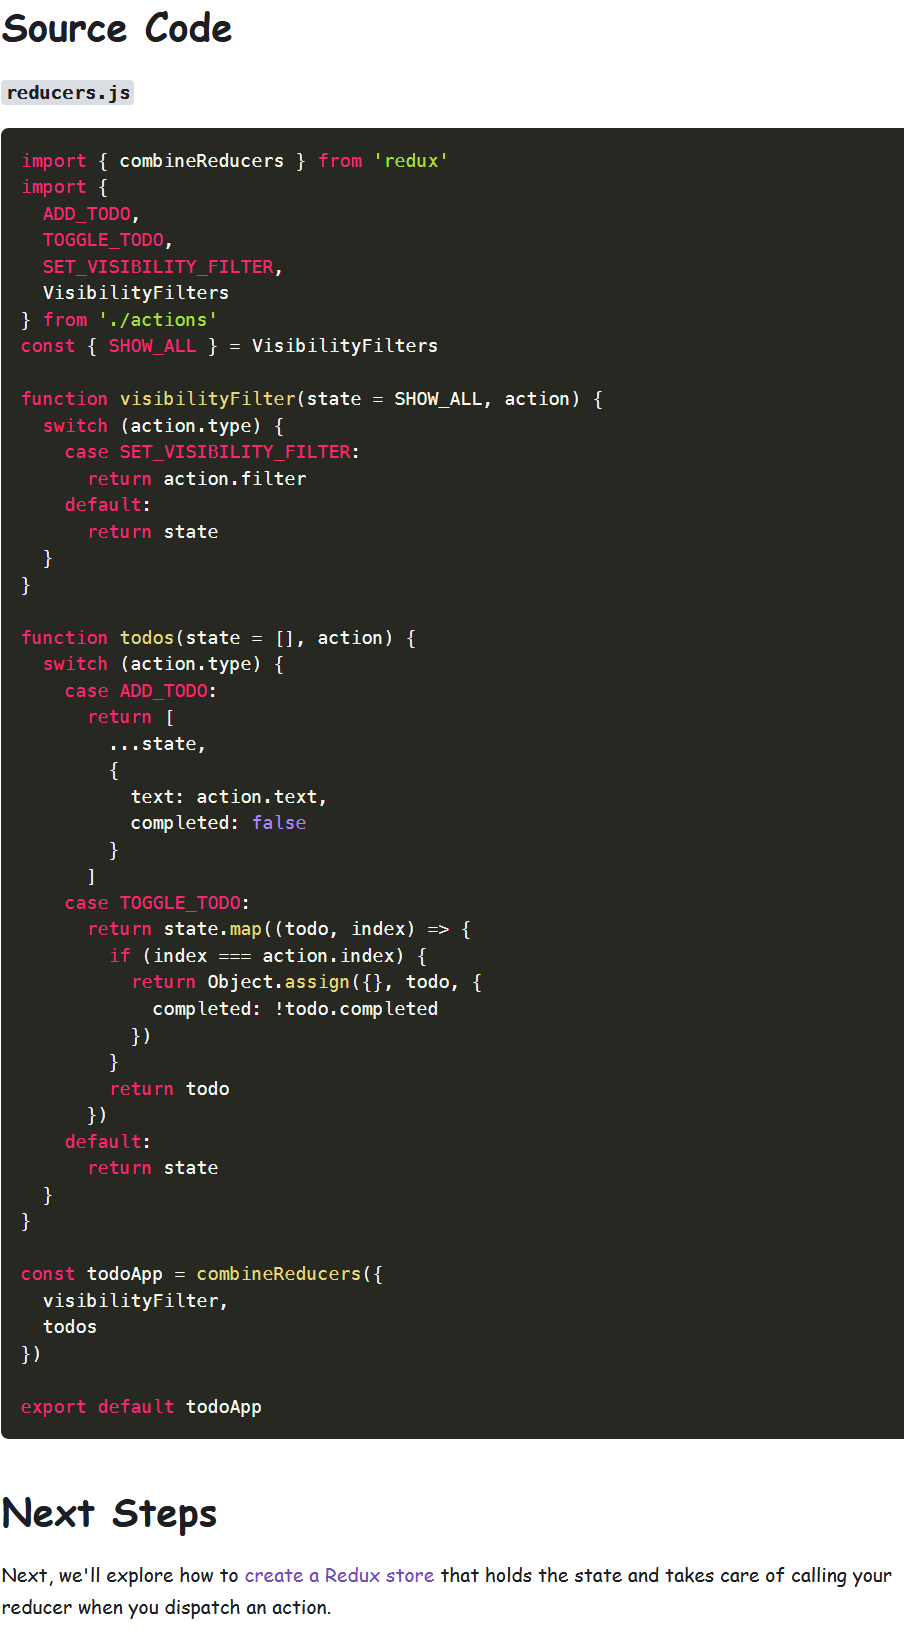 Source Code
reducers.js
import { combineReducers } from 'redux'
import {
  ADD_TODO,
  TOGGLE_TODO,
  SET_VISIBILITY_FILTER,
  VisibilityFilters
} from './actions'
const { SHOW_ALL } = VisibilityFilters

function visibilityFilter(state = SHOW_ALL, action) {
  switch (action.type) {
    case SET_VISIBILITY_FILTER:
      return action.filter
    default:
      return state
  }
}

function todos(state = [], action) {
  switch (action.type) {
    case ADD_TODO:
      return [
        ...state,
        {
          text: action.text,
          completed: false
        }
      ]
    case TOGGLE_TODO:
      return state.map((todo, index) => {
        if (index === action.index) {
          return Object.assign({}, todo, {
            completed: !todo.completed
          })
        }
        return todo
      })
    default:
      return state
  }
}

const todoApp = combineReducers({
  visibilityFilter,
  todos
})

export default todoApp
Next Steps
Next, we'll explore how to create a Redux store that holds the state and takes care of calling your
reducer when you dispatch an action.